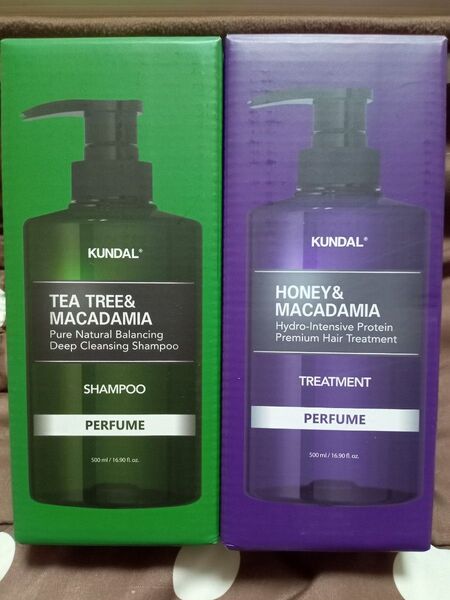 KUNDAL®
TEA TREE&
MACADAMIA
Pure Natural Balancing
Deep Cleansing Shampoo
SHAMPOO
PERFUME
500 ml / 16.90 fl. oz.
KUNDAL®
HONEY&
MACADAMIA
Hydro-Intensive Protein
Premium Hair Treatment
TREATMENT
PERFUME
500 ml / 16.90 fl. oz.